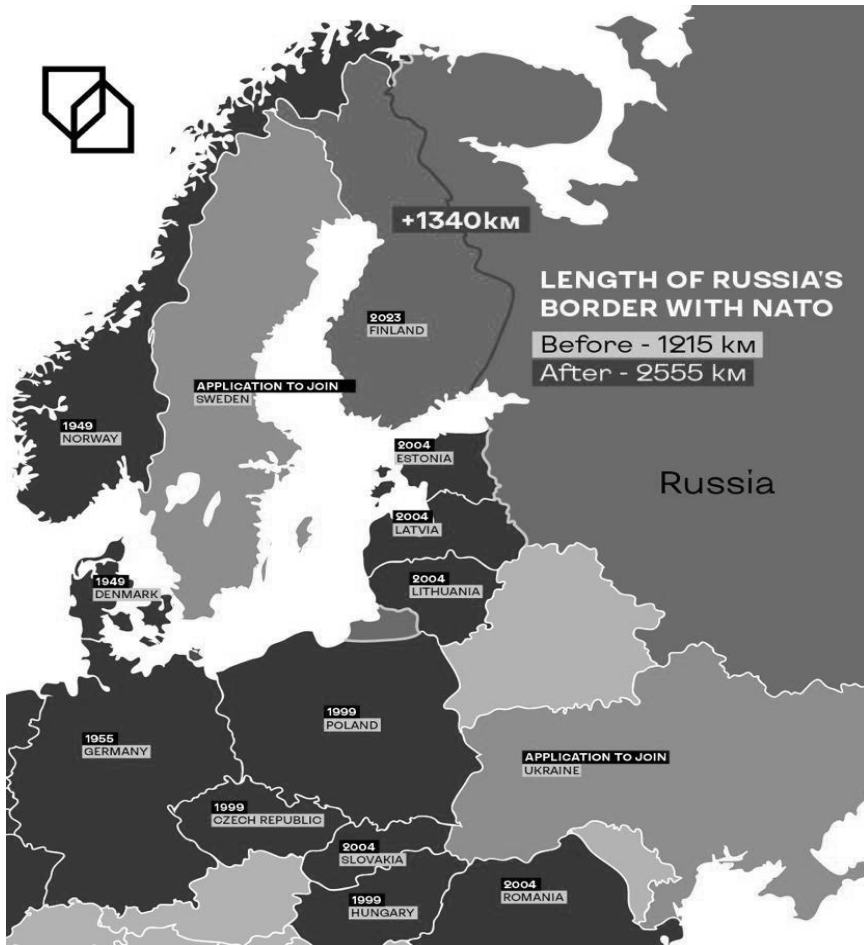 +1340км
LENGTH OF RUSSIA'S
BORDER WITH NATO
Before - 1215 км
After - 2555 км
2023
FINLAND
APPLICATION TO JOIN
SWEDEN
1949
NORWAY
2004
ESTONIA
Russia
2004
LATVIA
1949
DENMARK
2004
LITHUANIA
1999
POLAND
1955
GERMANY
APPLICATION TO JOIN
UKRAINE
1999
CZECH REPUBLIC
2004
SLOVAKIA
1999
HUNGARY
2004
ROMANIA